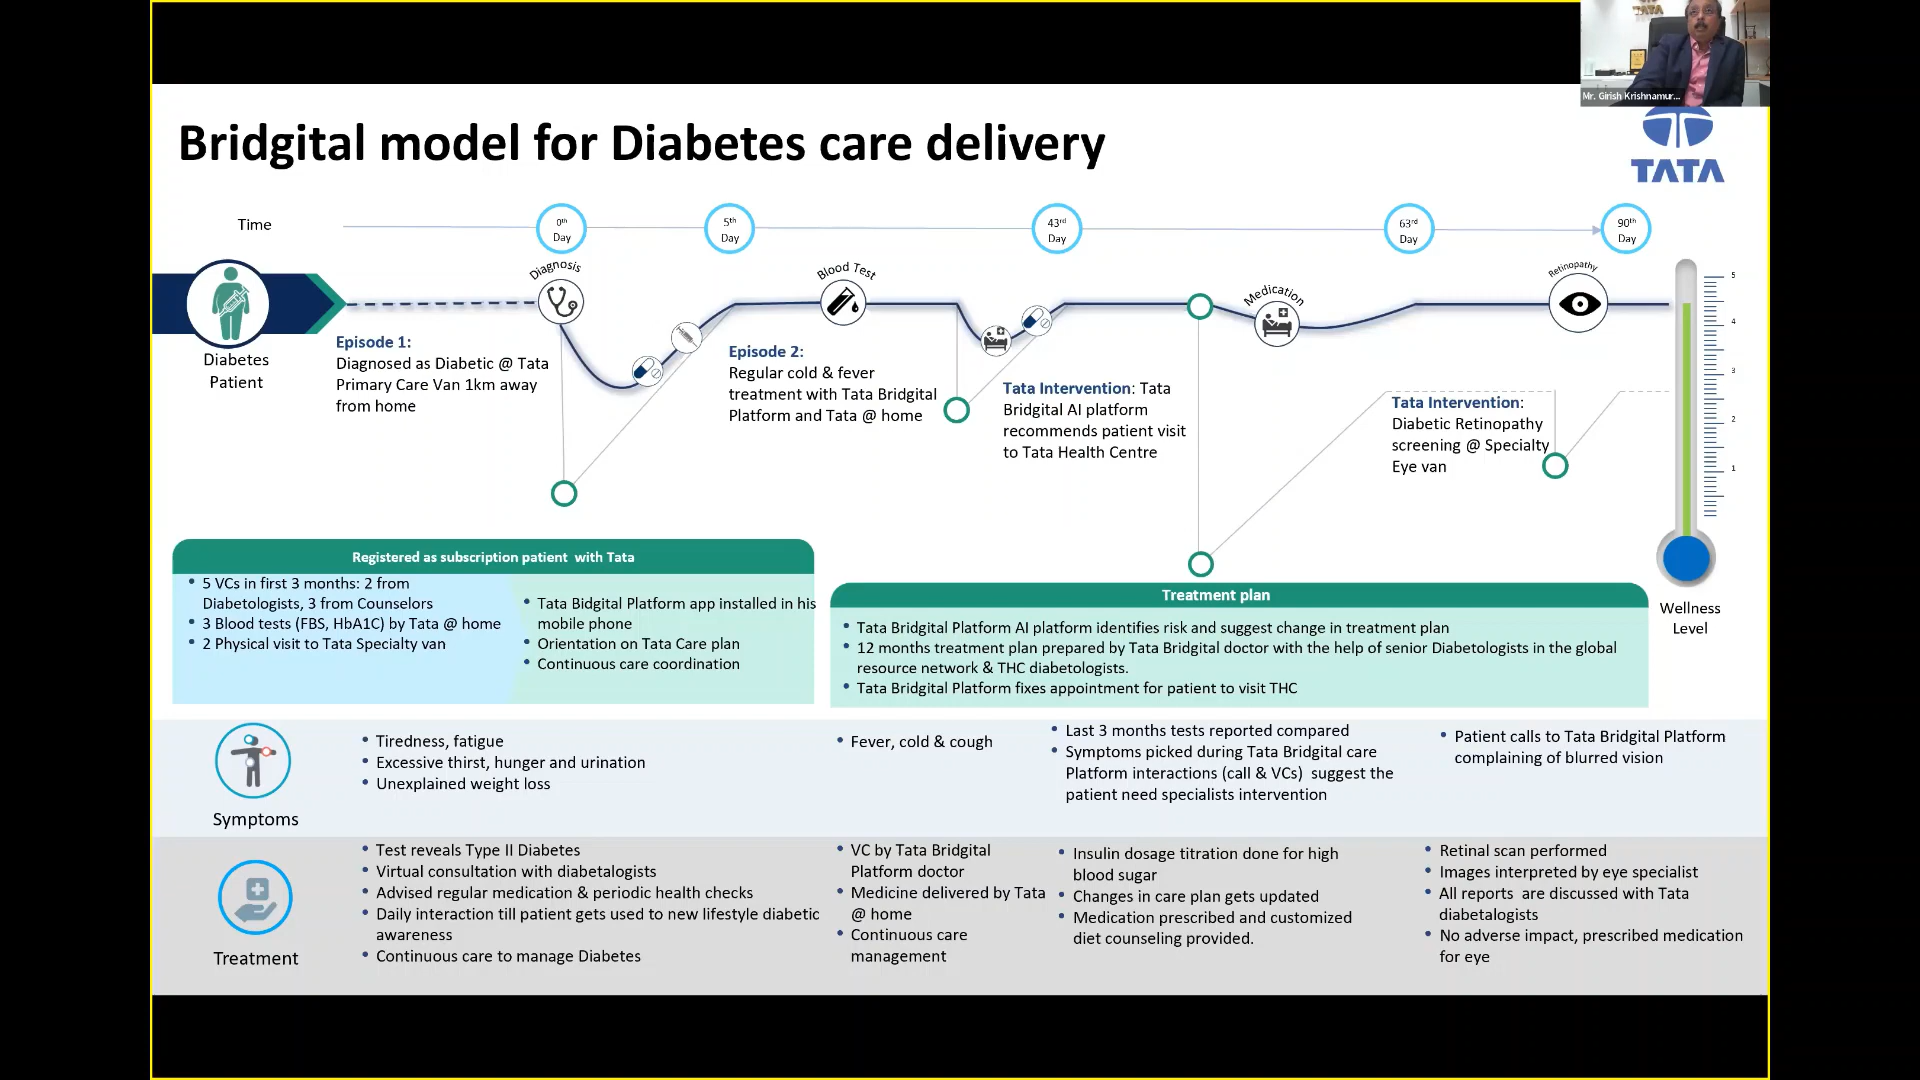 Mr. Girish Krishnamur...
Bridgital model for Diabetes care delivery
TATA
Time
0th
Day
5th
Day
43rd
Day
63rd
Day
90th
Day
Diagnosis
Blood Test
Medication
Retinopathy
Diabetes
Patient
Episode 1:
Diagnosed as Diabetic @ Tata
Primary Care Van 1km away
from home
Episode 2:
Regular cold & fever
treatment with Tata Bridgital
Platform and Tata @ home
Tata Intervention: Tata
Bridgital AI platform
recommends patient visit
to Tata Health Centre
Tata Intervention:
Diabetic Retinopathy
screening @ Specialty
Eye van
5
4
3
2
1
Wellness
Level
Registered as subscription patient with Tata
• 5 VCs in first 3 months: 2 from
Diabetologists, 3 from Counselors
• 3 Blood tests (FBS, HbA1C) by Tata @ home
• 2 Physical visit to Tata Specialty van
• Tata Bidgital Platform app installed in his
mobile phone
• Orientation on Tata Care plan
• Continuous care coordination
Treatment plan
• Tata Bridgital Platform AI platform identifies risk and suggest change in treatment plan
• 12 months treatment plan prepared by Tata Bridgital doctor with the help of senior Diabetologists in the global
resource network & THC diabetologists.
• Tata Bridgital Platform fixes appointment for patient to visit THC
Symptoms
• Tiredness, fatigue
• Excessive thirst, hunger and urination
• Unexplained weight loss
• Fever, cold & cough
• Last 3 months tests reported compared
• Symptoms picked during Tata Bridgital care
Platform interactions (call & VCs) suggest the
patient need specialists intervention
• Patient calls to Tata Bridgital Platform
complaining of blurred vision
Treatment
• Test reveals Type II Diabetes
• Virtual consultation with diabetalogists
• Advised regular medication & periodic health checks
• Daily interaction till patient gets used to new lifestyle diabetic
awareness
• Continuous care to manage Diabetes
• VC by Tata Bridgital
Platform doctor
• Medicine delivered by Tata
@ home
• Continuous care
management
• Insulin dosage titration done for high
blood sugar
• Changes in care plan gets updated
• Medication prescribed and customized
diet counseling provided.
• Retinal scan performed
• Images interpreted by eye specialist
• All reports are discussed with Tata
diabetalogists
• No adverse impact, prescribed medication
for eye